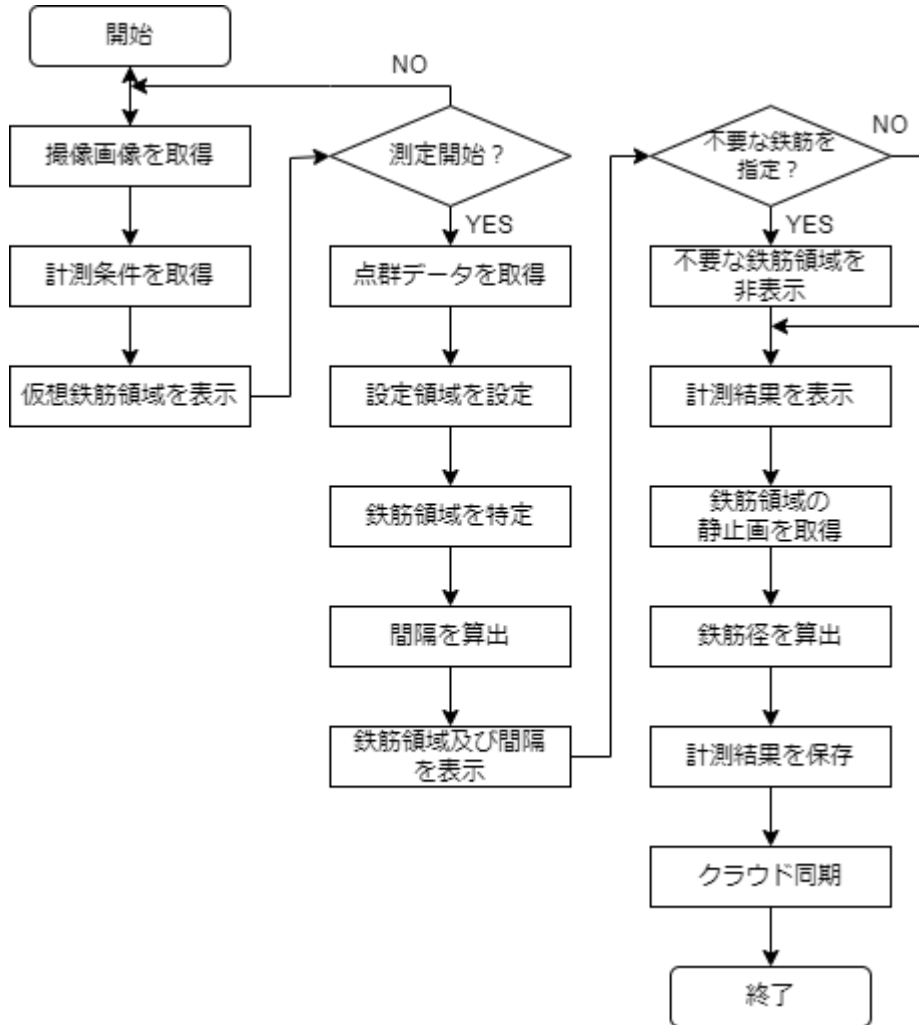 開始
撮像画像を取得
計測条件を取得
仮想鉄筋領域を表示
NO
測定開始？
YES
点群データを取得
設定領域を設定
鉄筋領域を特定
間隔を算出
鉄筋領域及び間隔
を表示
不要な鉄筋を
指定？
NO
YES
不要な鉄筋領域を
非表示
計測結果を表示
鉄筋領域の
静止画を取得
鉄筋径を算出
計測結果を保存
クラウド同期
終了